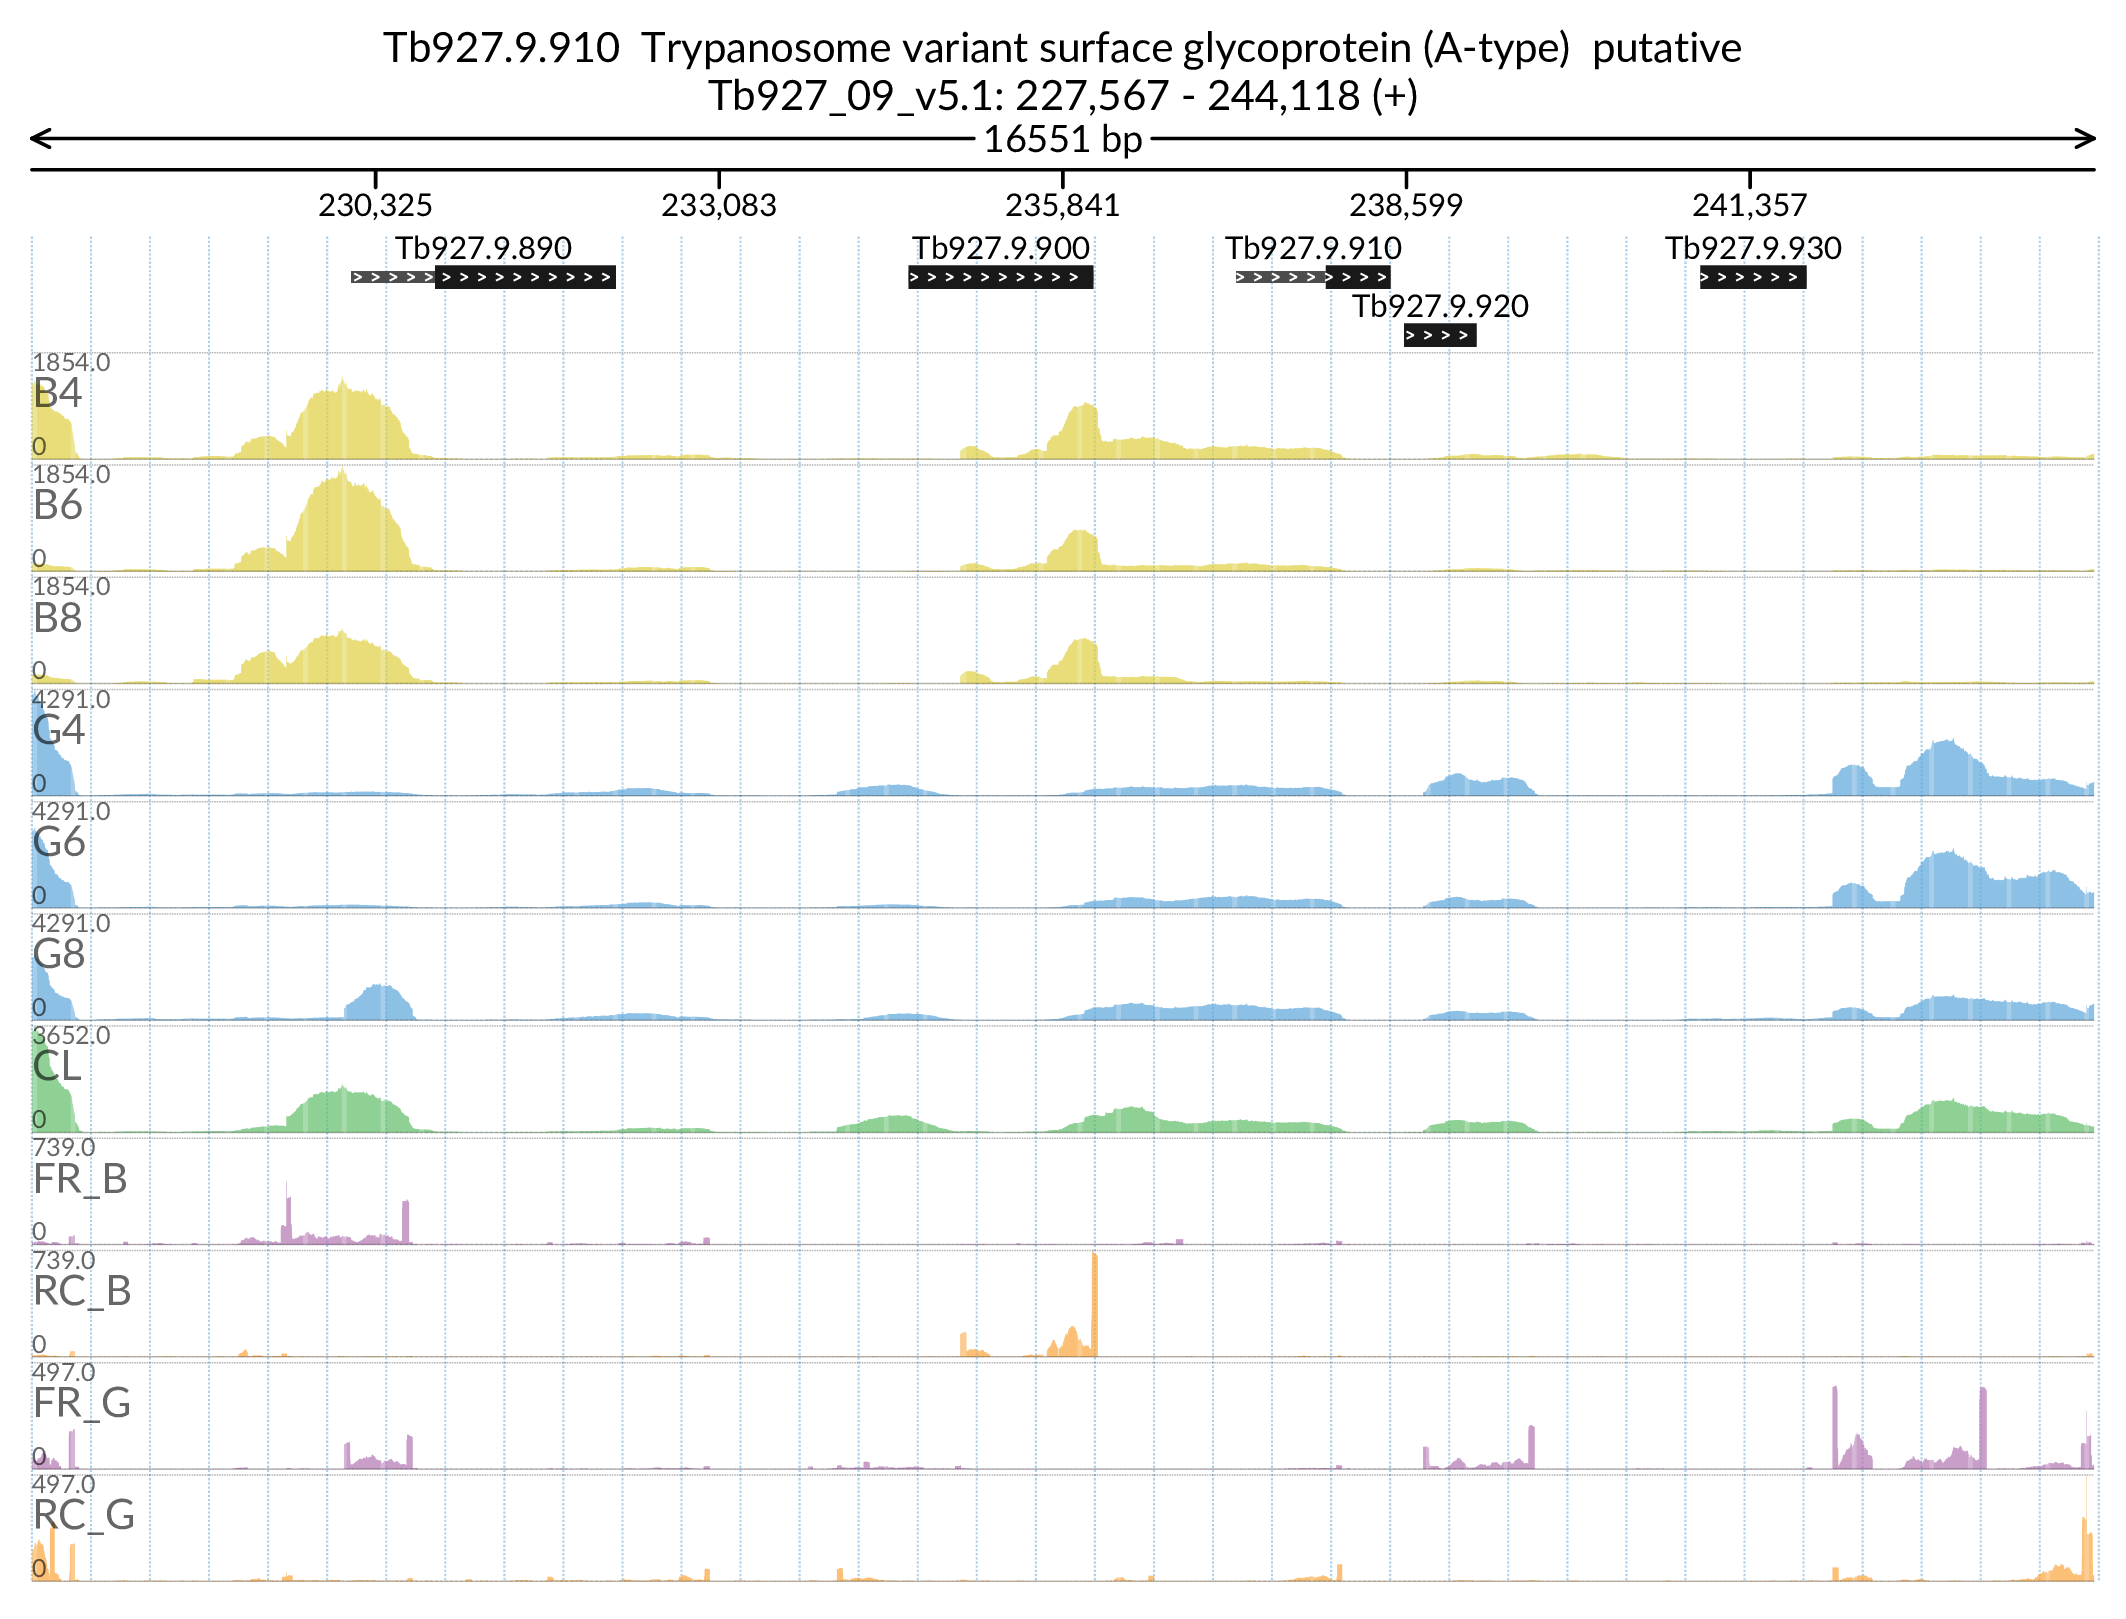 Tb927.9.910 Trypanosome variant surface glycoprotein (A-type) putative
Tb927_09_v5.1: 227,567 - 244,118 (+)
16551 bp
230,325 233,083 235,841 238,599 241,357
Tb927.9.890 Tb927.9.900 Tb927.9.910 Tb927.9.930
Tb927.9.920
1854.0
B4
0
1854.0
B6
0
1854.0
B8
0
4291.0
G4
0
4291.0
G6
0
4291.0
G8
0
3652.0
CL
0
739.0
FR_B
0
739.0
RC_B
0
497.0
FR_G
0
497.0
RC_G
0